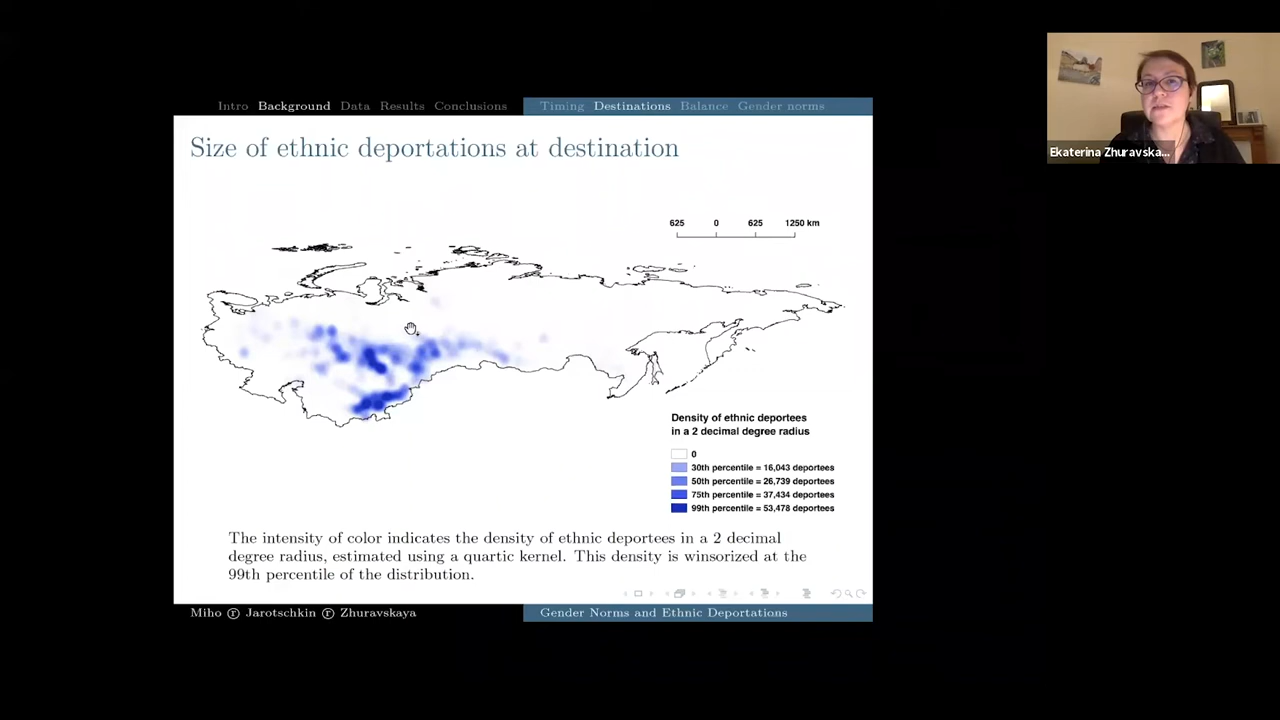 Intro Background Data Results Conclusions
Timing Destinations Balance Gender norms
Size of ethnic deportations at destination
625 0 625 1250 km
Density of ethnic deportees
in a 2 decimal degree radius
0
30th percentile = 16,043 deportees
50th percentile = 26,739 deportees
75th percentile = 37,434 deportees
99th percentile = 53,478 deportees
The intensity of color indicates the density of ethnic deportees in a 2 decimal
degree radius, estimated using a quartic kernel. This density is winsorized at the
99th percentile of the distribution.
Miho ⓡ Jarotschkin ⓡ Zhuravskaya
Gender Norms and Ethnic Deportations
Ekaterina Zhuravska...